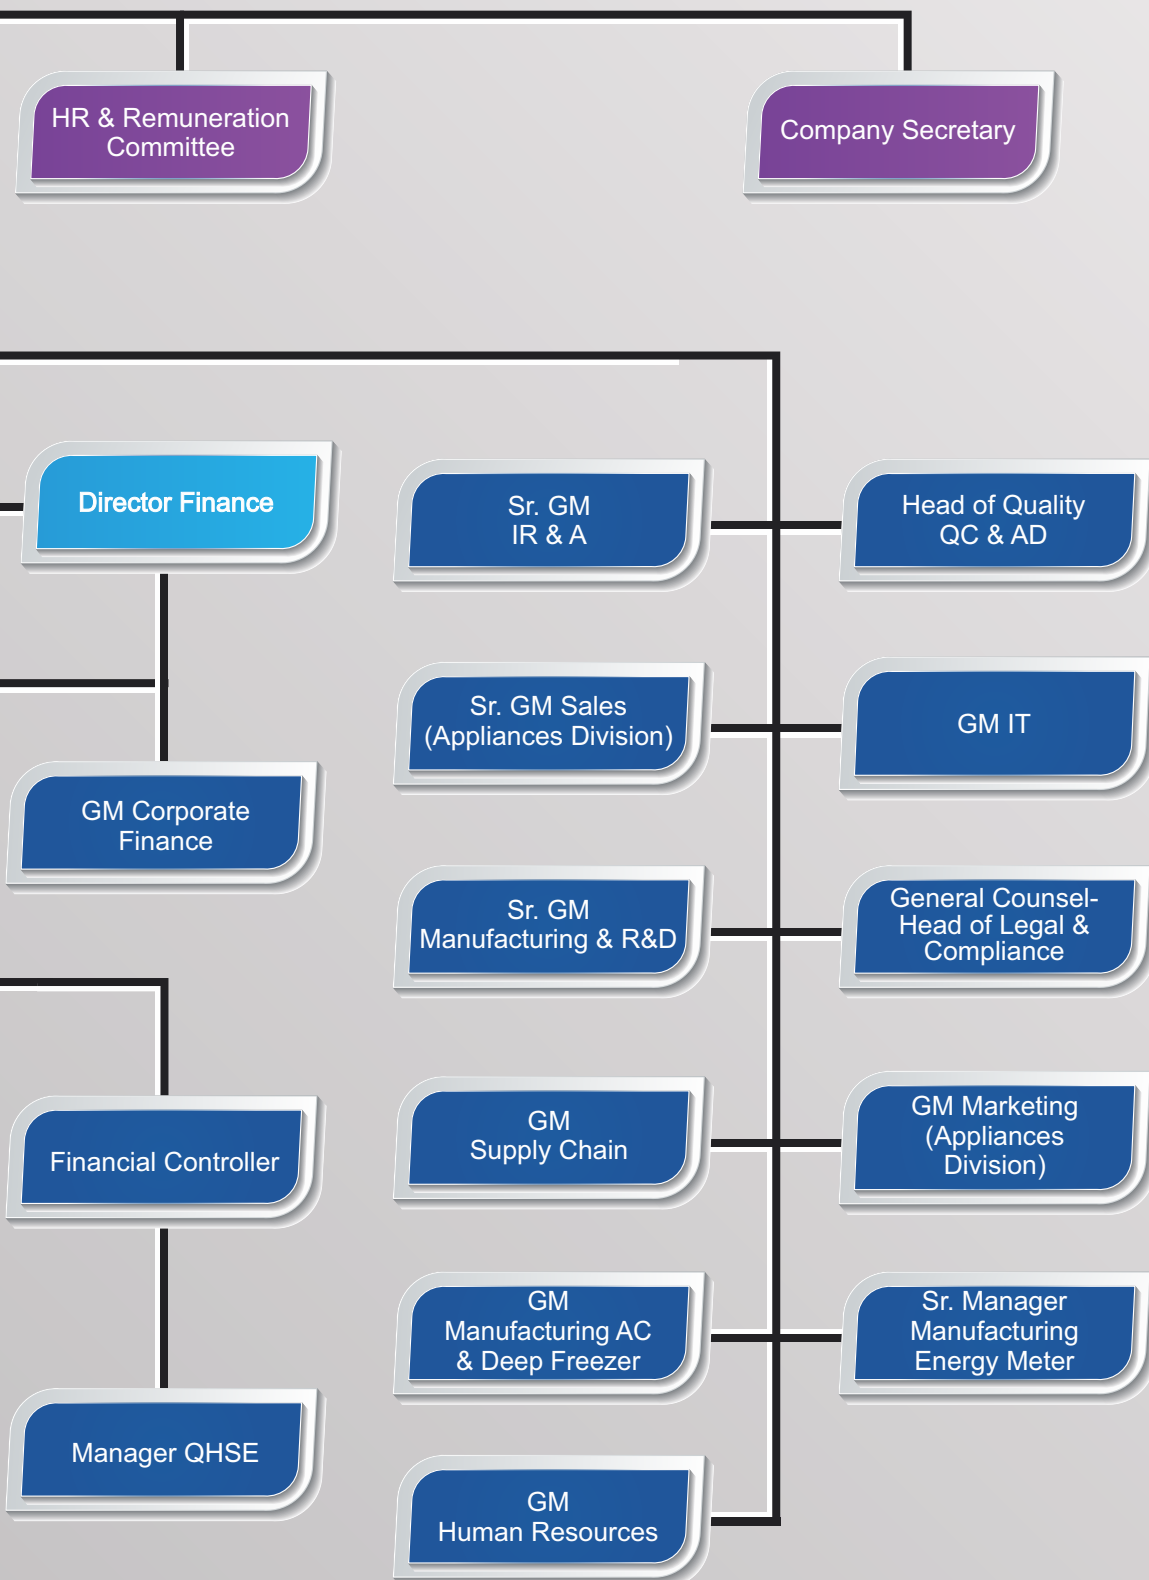 HR & Remuneration
Committee
Company Secretary
Director Finance
Sr. GM
IR & A
Head of Quality
QC & AD
Sr. GM Sales
(Appliances Division)
GM IT
GM Corporate
Finance
Sr. GM
Manufacturing & R&D
General Counsel-
Head of Legal &
Compliance
Financial Controller
GM
Supply Chain
GM Marketing
(Appliances
Division)
GM
Manufacturing AC
& Deep Freezer
Sr. Manager
Manufacturing
Energy Meter
Manager QHSE
GM
Human Resources